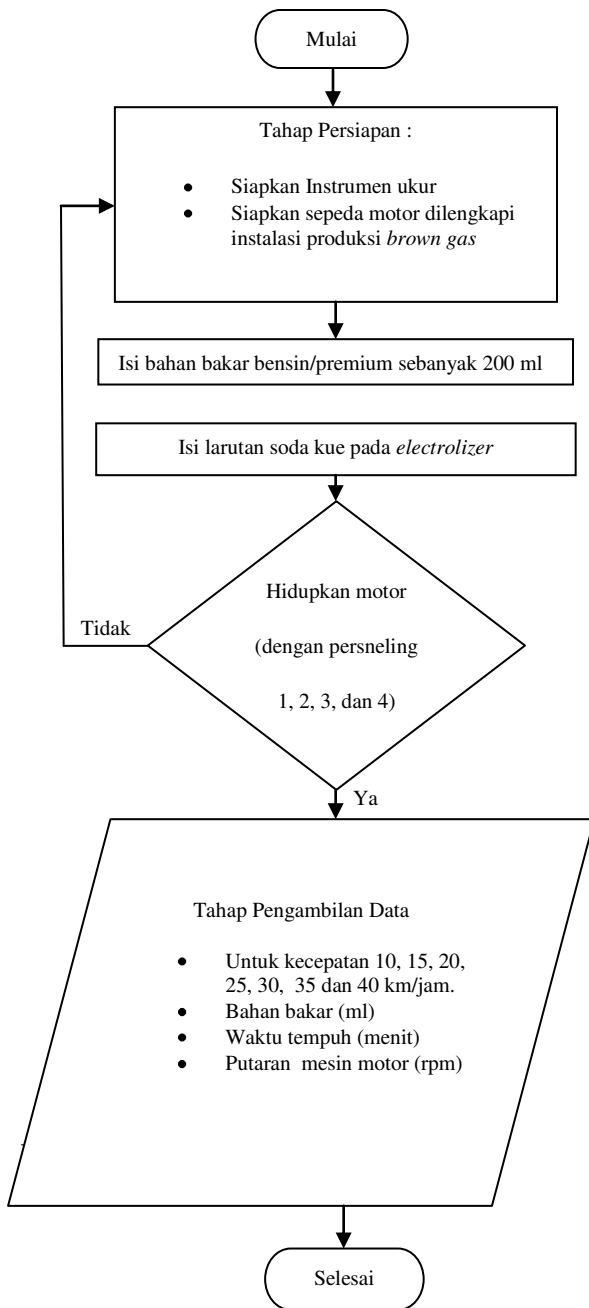 Mulai
Tahap Persiapan :
• Siapkan Instrumen ukur
• Siapkan sepeda motor dilengkapi
instalasi produksi brown gas
Isi bahan bakar bensin/premium sebanyak 200 ml
Isi larutan soda kue pada electrolizer
Hidupkan motor
Tidak
(dengan persneling
1, 2, 3, dan 4)
Ya
Tahap Pengambilan Data
• Untuk kecepatan 10, 15, 20,
25, 30, 35 dan 40 km/jam.
• Bahan bakar (ml)
• Waktu tempuh (menit)
• Putaran mesin motor (rpm)
Selesai